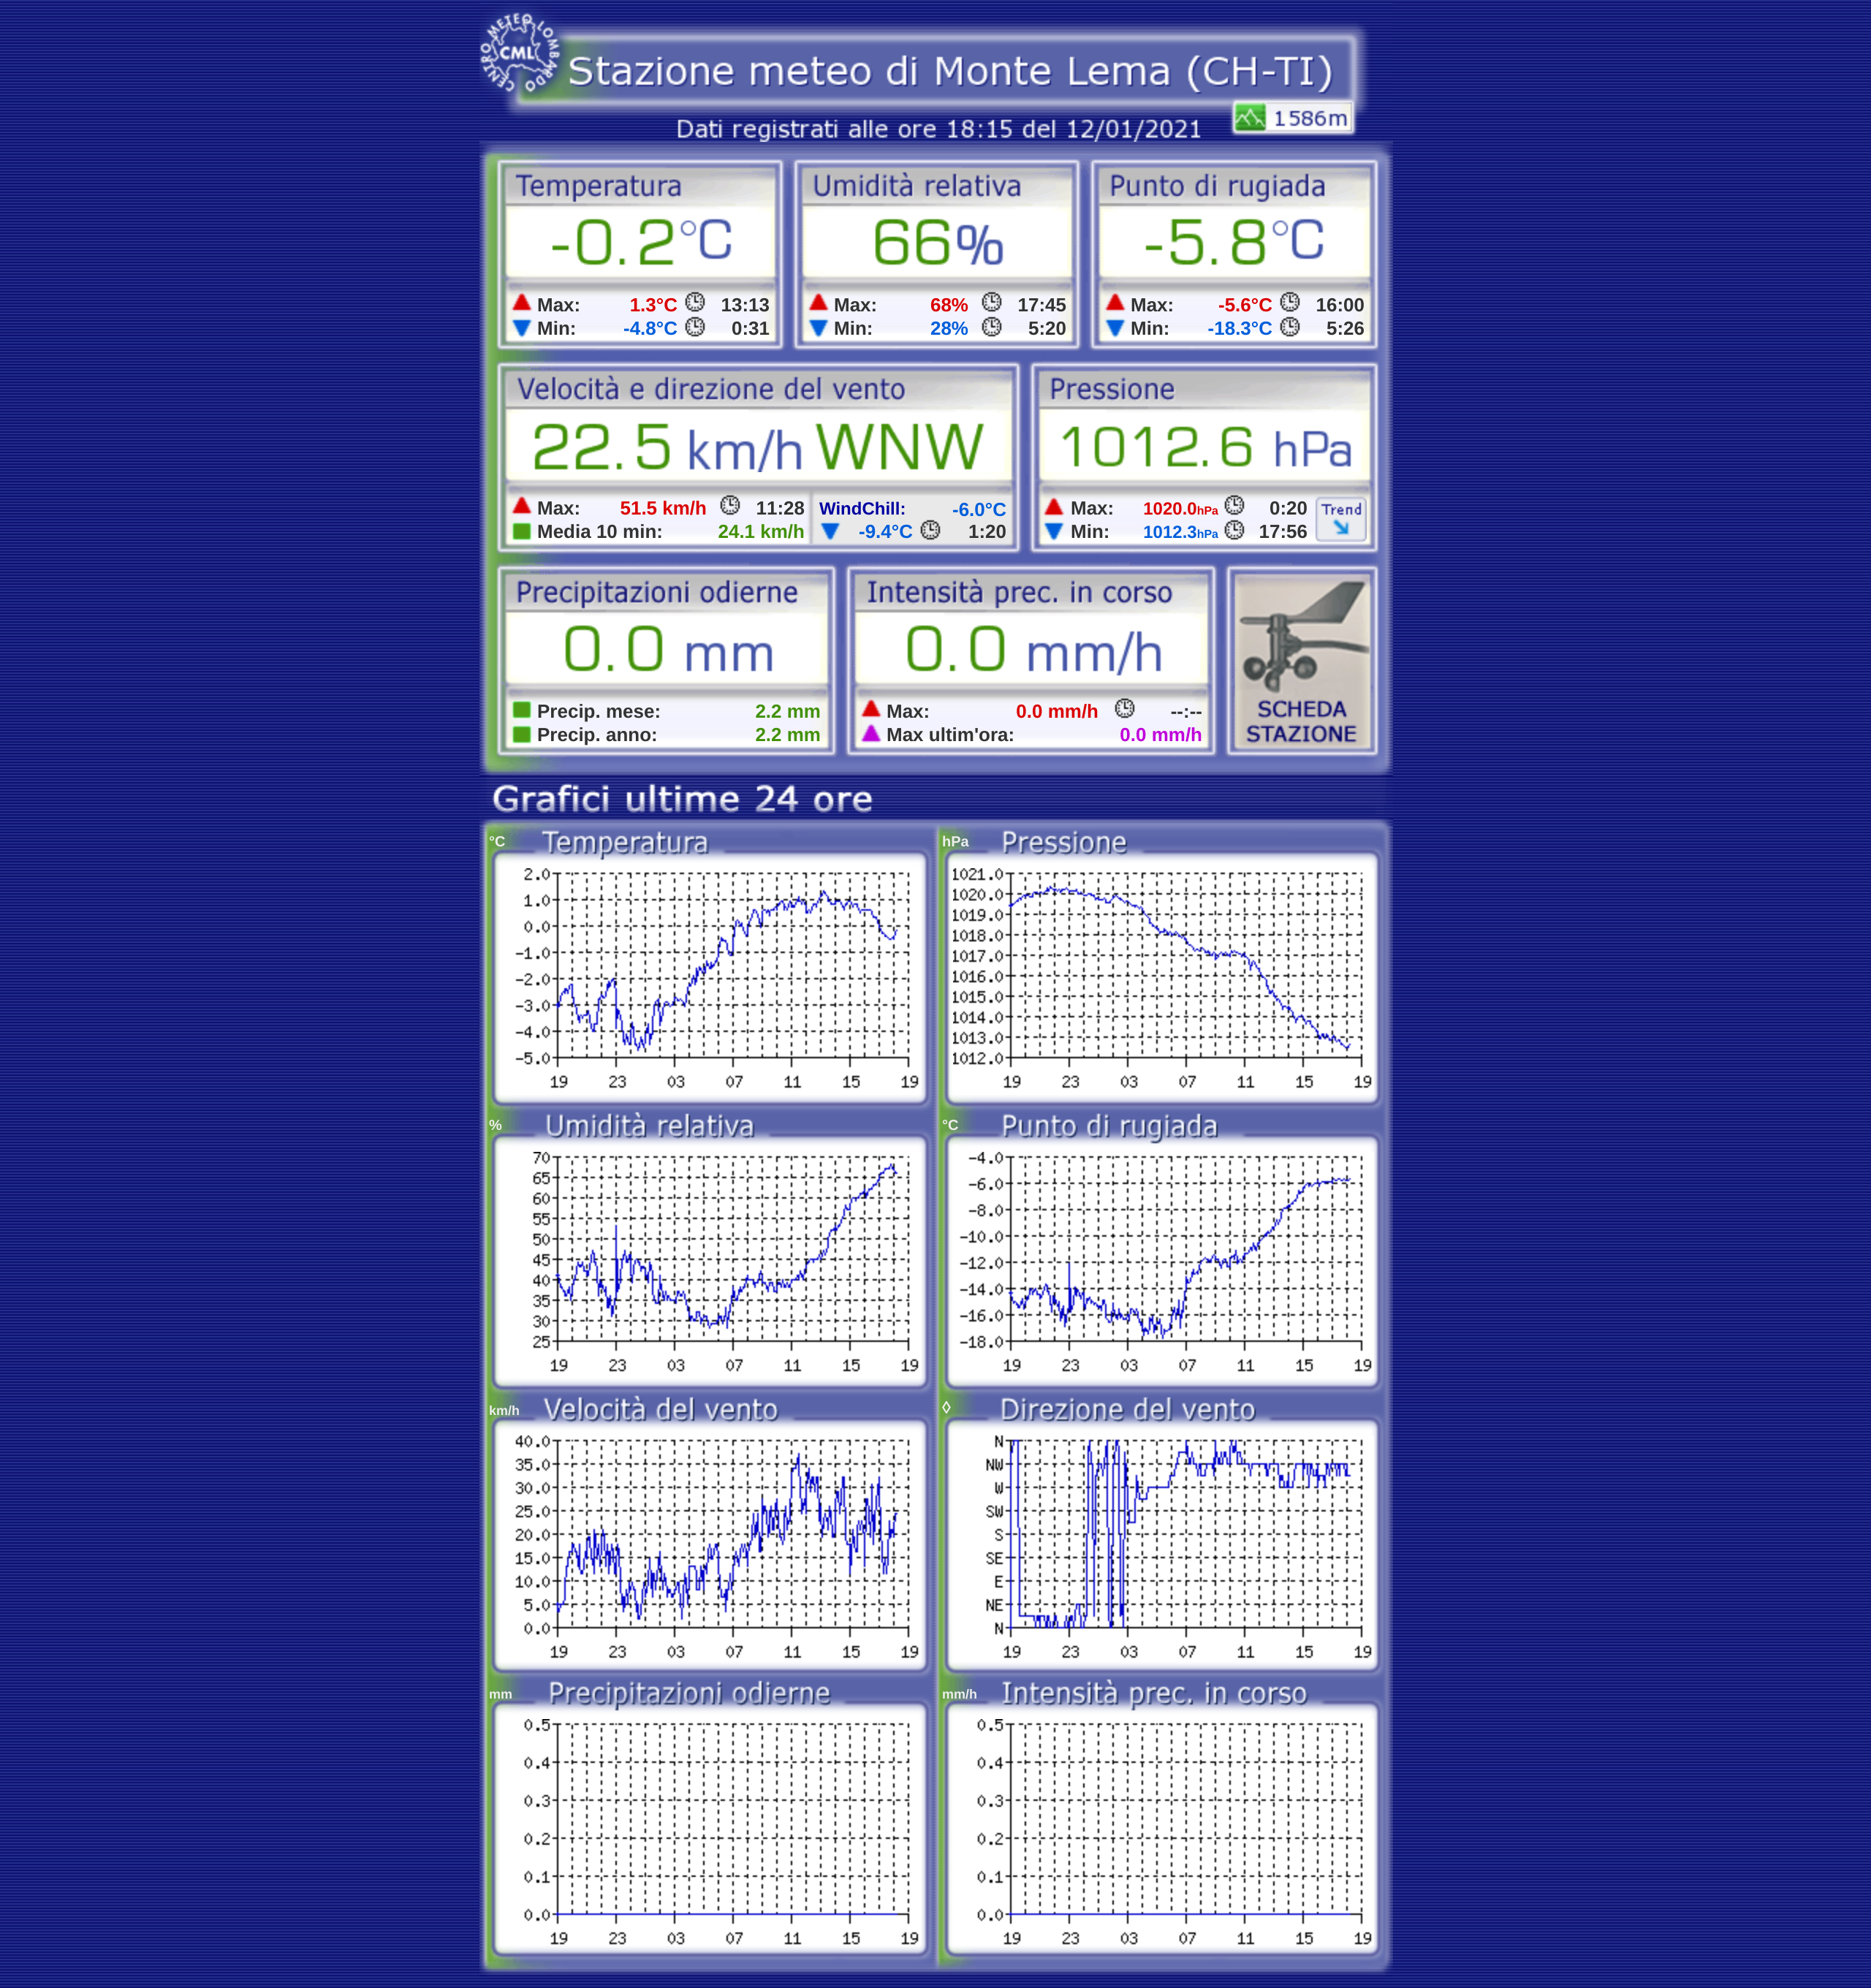 CENTRO METEO LOMBARDO
CML
Stazione meteo di Monte Lema (CH-TI)
1586m
Dati registrati alle ore 18:15 del 12/01/2021
Temperatura Umidità relativa Punto di rugiada
-0.2°C 66% -5.8°C
Max: 1.3°C 13:13 Max: 68% 17:45 Max: -5.6°C 16:00
Min: -4.8°C 0:31 Min: 28% 5:20 Min: -18.3°C 5:26
Velocità e direzione del vento Pressione
22.5 km/h WNW 1012.6 hPa
Max: 51.5 km/h 11:28 WindChill: -6.0°C Max: 1020.0hPa 0:20 Trend
Media 10 min: 24.1 km/h -9.4°C 1:20 Min: 1012.3hPa 17:56
Precipitazioni odierne Intensità prec. in corso
0.0 mm 0.0 mm/h
Precip. mese: 2.2 mm Max: 0.0 mm/h --:-- SCHEDA
Precip. anno: 2.2 mm Max ultim'ora: 0.0 mm/h STAZIONE
Grafici ultime 24 ore
°C Temperatura
2.0
1.0
0.0
-1.0
-2.0
-3.0
-4.0
-5.0
19 23 03 07 11 15 19
hPa Pressione
1021.0
1020.0
1019.0
1018.0
1017.0
1016.0
1015.0
1014.0
1013.0
1012.0
19 23 03 07 11 15 19
% Umidità relativa
70
65
60
55
50
45
40
35
30
25
19 23 03 07 11 15 19
°C Punto di rugiada
-4.0
-6.0
-8.0
-10.0
-12.0
-14.0
-16.0
-18.0
19 23 03 07 11 15 19
km/h Velocità del vento
40.0
35.0
30.0
25.0
20.0
15.0
10.0
5.0
0.0
19 23 03 07 11 15 19
◊ Direzione del vento
N
NW
W
SW
S
SE
E
NE
N
19 23 03 07 11 15 19
mm Precipitazioni odierne
0.5
0.4
0.3
0.2
0.1
0.0
19 23 03 07 11 15 19
mm/h Intensità prec. in corso
0.5
0.4
0.3
0.2
0.1
0.0
19 23 03 07 11 15 19